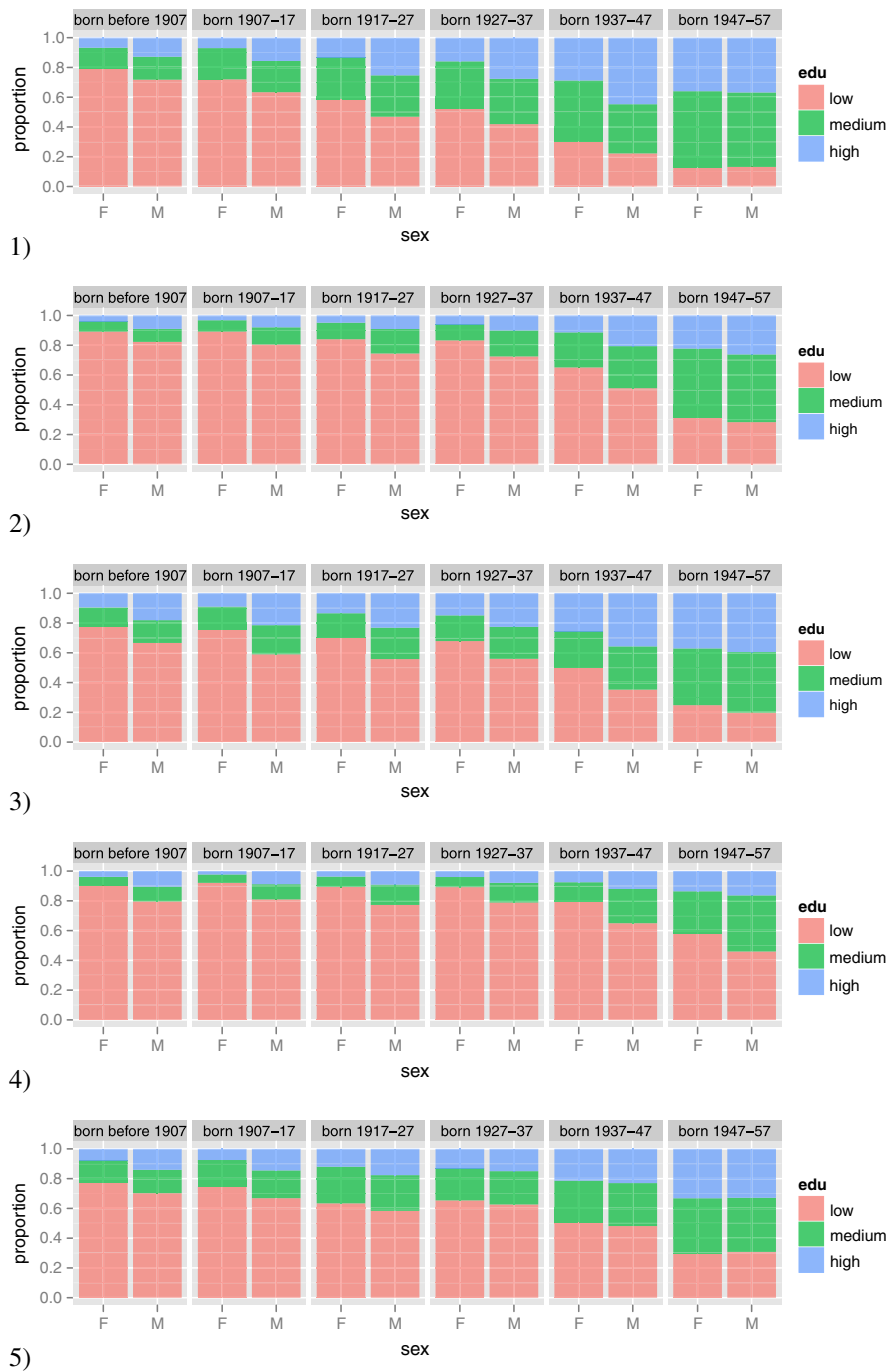 born before 1907 born 1907−17 born 1917−27 born 1927−37 born 1937−47 born 1947−57
1.0
0.8
0.6
0.4
0.2
0.0
proportion
F M F M F M F M F M F M
sex
edu
low
medium
high
1)
born before 1907 born 1907−17 born 1917−27 born 1927−37 born 1937−47 born 1947−57
1.0
0.8
0.6
0.4
0.2
0.0
proportion
F M F M F M F M F M F M
sex
edu
low
medium
high
2)
born before 1907 born 1907−17 born 1917−27 born 1927−37 born 1937−47 born 1947−57
1.0
0.8
0.6
0.4
0.2
0.0
proportion
F M F M F M F M F M F M
sex
edu
low
medium
high
3)
born before 1907 born 1907−17 born 1917−27 born 1927−37 born 1937−47 born 1947−57
1.0
0.8
0.6
0.4
0.2
0.0
proportion
F M F M F M F M F M F M
sex
edu
low
medium
high
4)
born before 1907 born 1907−17 born 1917−27 born 1927−37 born 1937−47 born 1947−57
1.0
0.8
0.6
0.4
0.2
0.0
proportion
F M F M F M F M F M F M
sex
edu
low
medium
high
5)